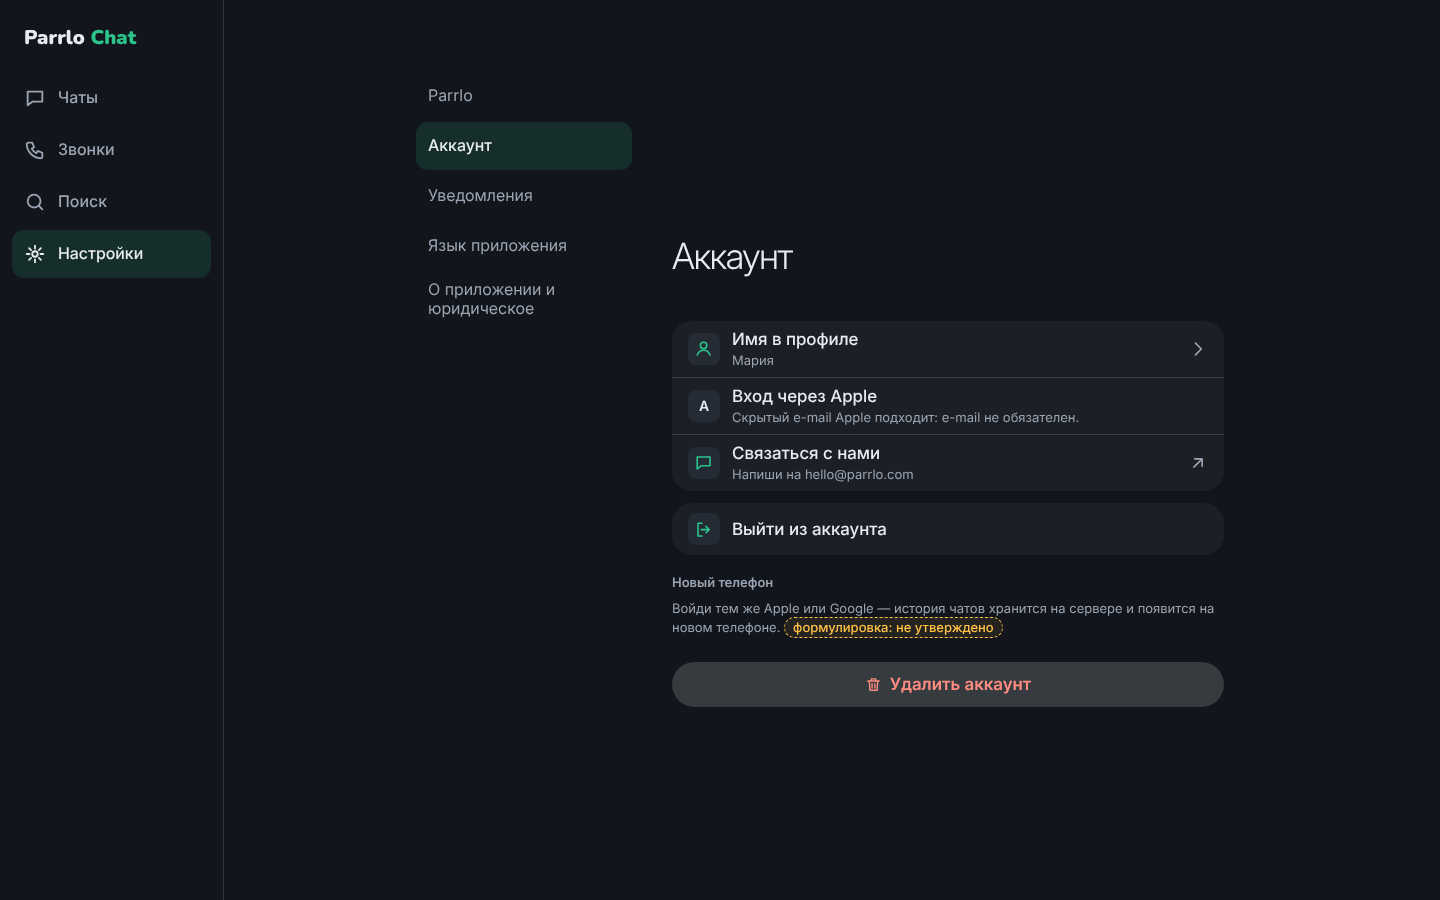 Parrlo Chat
Чаты
Звонки
Поиск
Настройки
Parrlo
Аккаунт
Уведомления
Язык приложения
О приложении и
юридическое
Аккаунт
Имя в профиле
Мария
A
Вход через Apple
Скрытый e-mail Apple подходит: e-mail не обязателен.
Связаться с нами
Напиши на hello@parrlo.com
Выйти из аккаунта
Новый телефон
Войди тем же Apple или Google — история чатов хранится на сервере и появится на
новом телефоне. формулировка: не утверждено
Удалить аккаунт